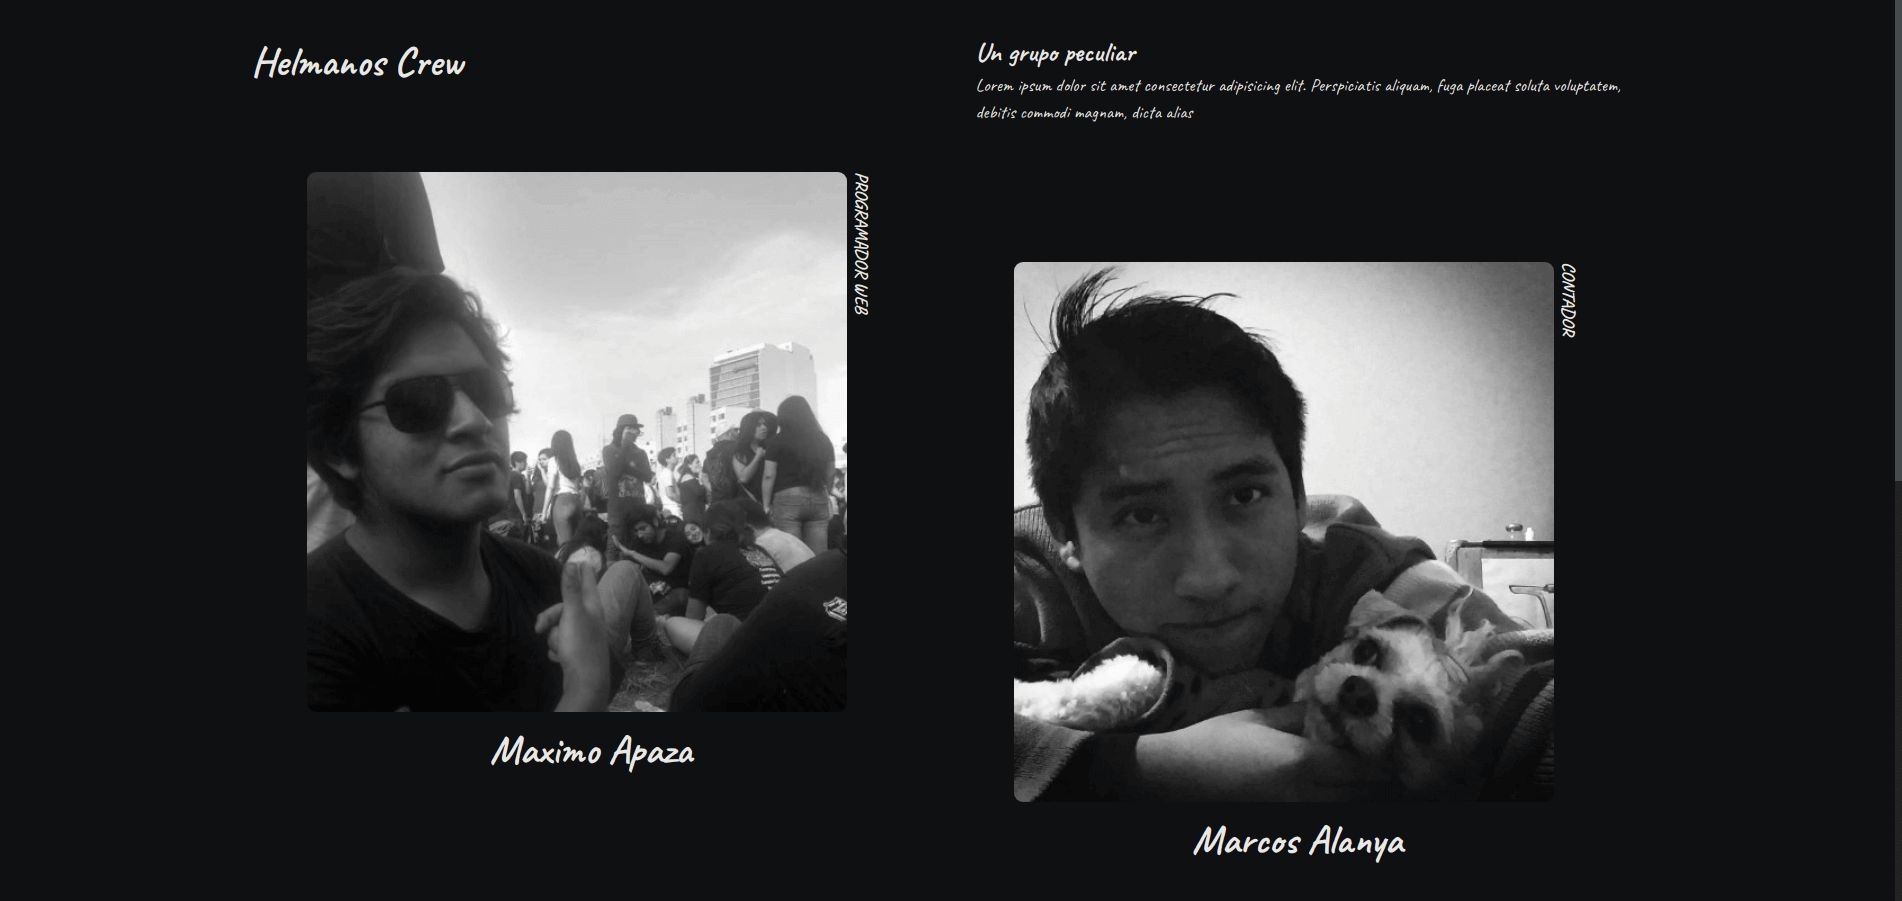 Helmanos Crew
Un grupo peculiar
Lorem ipsum dolor sit amet consectetur adipisicing elit. Perspiciatis aliquam, fuga placeat soluta voluptatem,
debitis commodi magnam, dicta alias
PROGRAMADOR WEB
Maximo Apaza
CONTADOR
Marcos Alanya